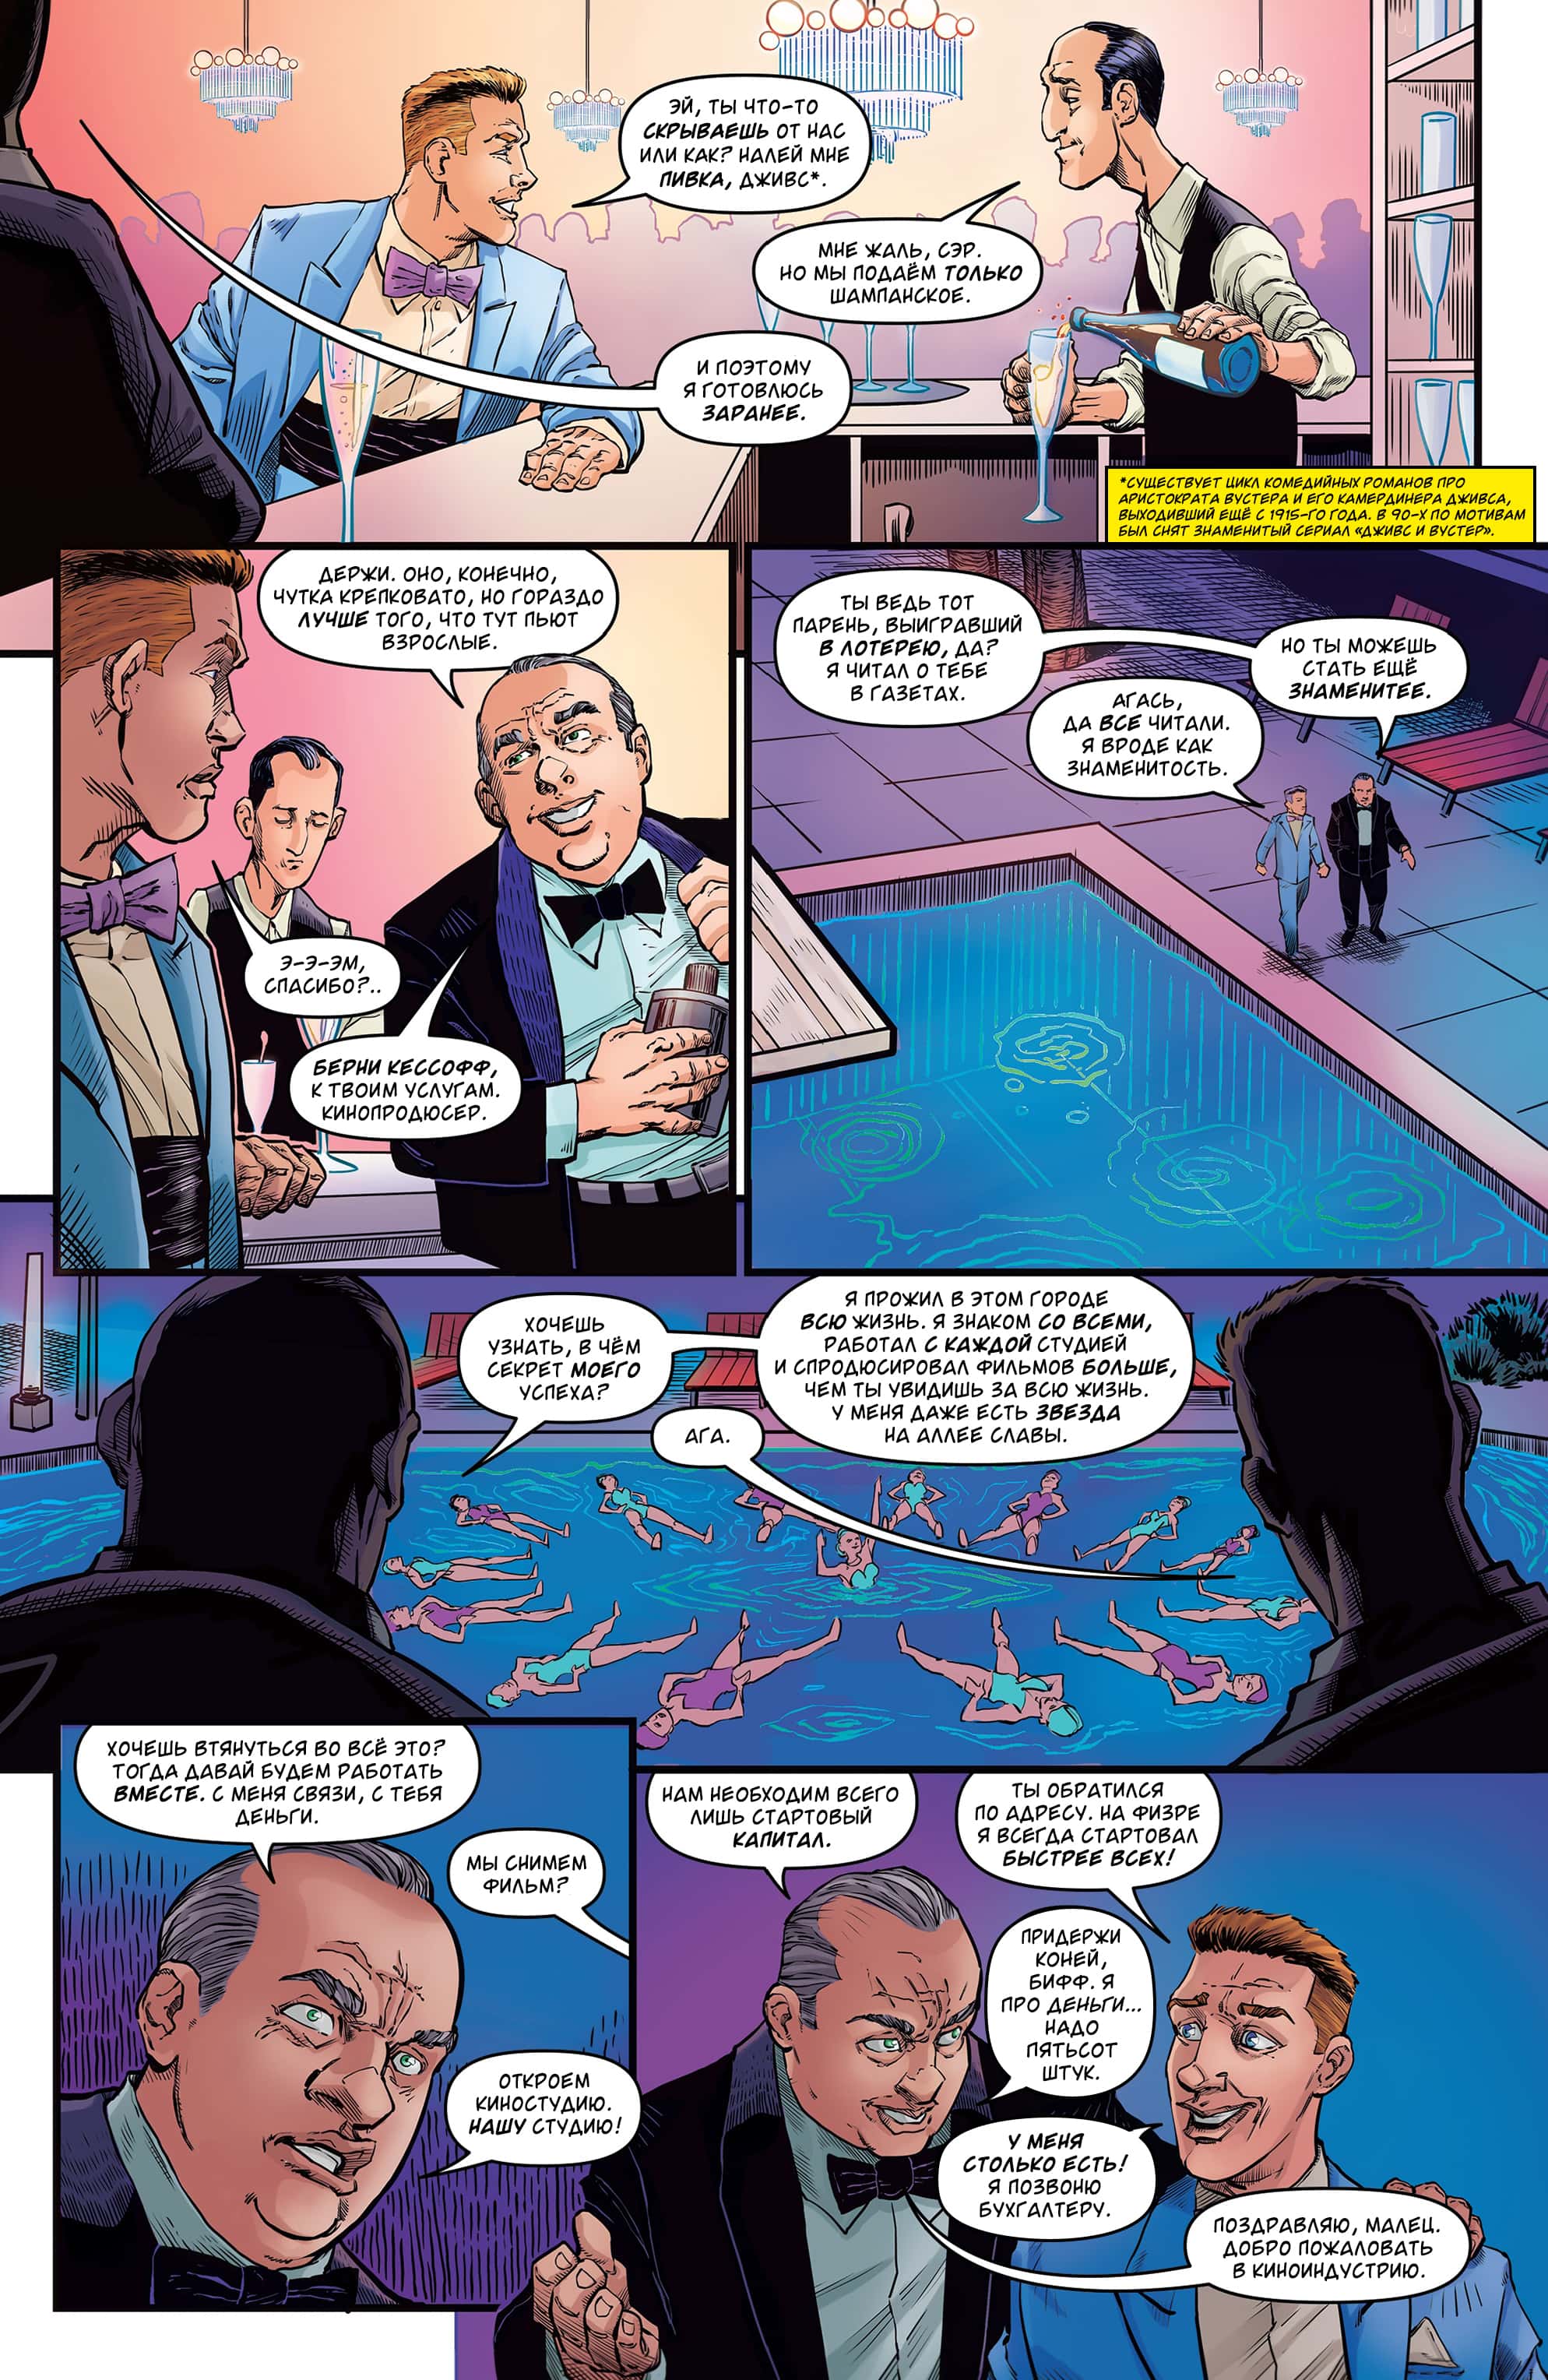 ЭЙ, ТЫ ЧТО-ТО
СКРЫВАЕШЬ ОТ НАС
ИЛИ КАК? НАЛЕЙ МНЕ
ПИВКА, ДЖИВС*.
МНЕ ЖАЛЬ, СЭР.
НО МЫ ПОДАЁМ ТОЛЬКО
ШАМПАНСКОЕ.
И ПОЭТОМУ
Я ГОТОВЛЮСЬ
ЗАРАНЕЕ.
*СУЩЕСТВУЕТ ЦИКЛ КОМЕДИЙНЫХ РОМАНОВ ПРО
АРИСТОКРАТА ВУСТЕРА И ЕГО КАМЕРДИНЕРА ДЖИВСА,
ВЫХОДИВШИЙ ЕЩЁ С 1915-ГО ГОДА. В 90-Х ПО МОТИВАМ
БЫЛ СНЯТ ЗНАМЕНИТЫЙ СЕРИАЛ «ДЖИВС И ВУСТЕР».
ДЕРЖИ. ОНО, КОНЕЧНО,
ЧУТКА КРЕПКОВАТО, НО ГОРАЗДО
ЛУЧШЕ ТОГО, ЧТО ТУТ ПЬЮТ
ВЗРОСЛЫЕ.
Э-Э-ЭМ,
СПАСИБО?..
БЕРНИ КЕССОФФ,
К ТВОИМ УСЛУГАМ.
КИНОПРОДЮСЕР.
ТЫ ВЕДЬ ТОТ
ПАРЕНЬ, ВЫИГРАВШИЙ
В ЛОТЕРЕЮ, ДА?
Я ЧИТАЛ О ТЕБЕ
В ГАЗЕТАХ.
АГАСЬ,
ДА ВСЕ ЧИТАЛИ.
Я ВРОДЕ КАК
ЗНАМЕНИТОСТЬ.
НО ТЫ МОЖЕШЬ
СТАТЬ ЕЩЁ
ЗНАМЕНИТЕЕ.
ХОЧЕШЬ
УЗНАТЬ, В ЧЁМ
СЕКРЕТ МОЕГО
УСПЕХА?
Я ПРОЖИЛ В ЭТОМ ГОРОДЕ
ВСЮ ЖИЗНЬ. Я ЗНАКОМ СО ВСЕМИ,
РАБОТАЛ С КАЖДОЙ СТУДИЕЙ
И СПРОДЮСИРОВАЛ ФИЛЬМОВ БОЛЬШЕ,
ЧЕМ ТЫ УВИДИШЬ ЗА ВСЮ ЖИЗНЬ.
У МЕНЯ ДАЖЕ ЕСТЬ ЗВЕЗДА
НА АЛЛЕЕ СЛАВЫ.
АГА.
ХОЧЕШЬ ВТЯНУТЬСЯ ВО ВСЁ ЭТО?
ТОГДА ДАВАЙ БУДЕМ РАБОТАТЬ
ВМЕСТЕ. С МЕНЯ СВЯЗИ, С ТЕБЯ
ДЕНЬГИ.
МЫ СНИМЕМ
ФИЛЬМ?
ОТКРОЕМ
КИНОСТУДИЮ.
НАШУ СТУДИЮ!
НАМ НЕОБХОДИМ ВСЕГО
ЛИШЬ СТАРТОВЫЙ
КАПИТАЛ.
ТЫ ОБРАТИЛСЯ
ПО АДРЕСУ. НА ФИЗРЕ
Я ВСЕГДА СТАРТОВАЛ
БЫСТРЕЕ ВСЕХ!
ПРИДЕРЖИ
КОНЕЙ,
БИФФ. Я
ПРО ДЕНЬГИ...
НАДО
ПЯТЬСОТ
ШТУК.
У МЕНЯ
СТОЛЬКО ЕСТЬ!
Я ПОЗВОНЮ
БУХГАЛТЕРУ.
ПОЗДРАВЛЯЮ, МАЛЕЦ.
ДОБРО ПОЖАЛОВАТЬ
В КИНОИНДУСТРИЮ.